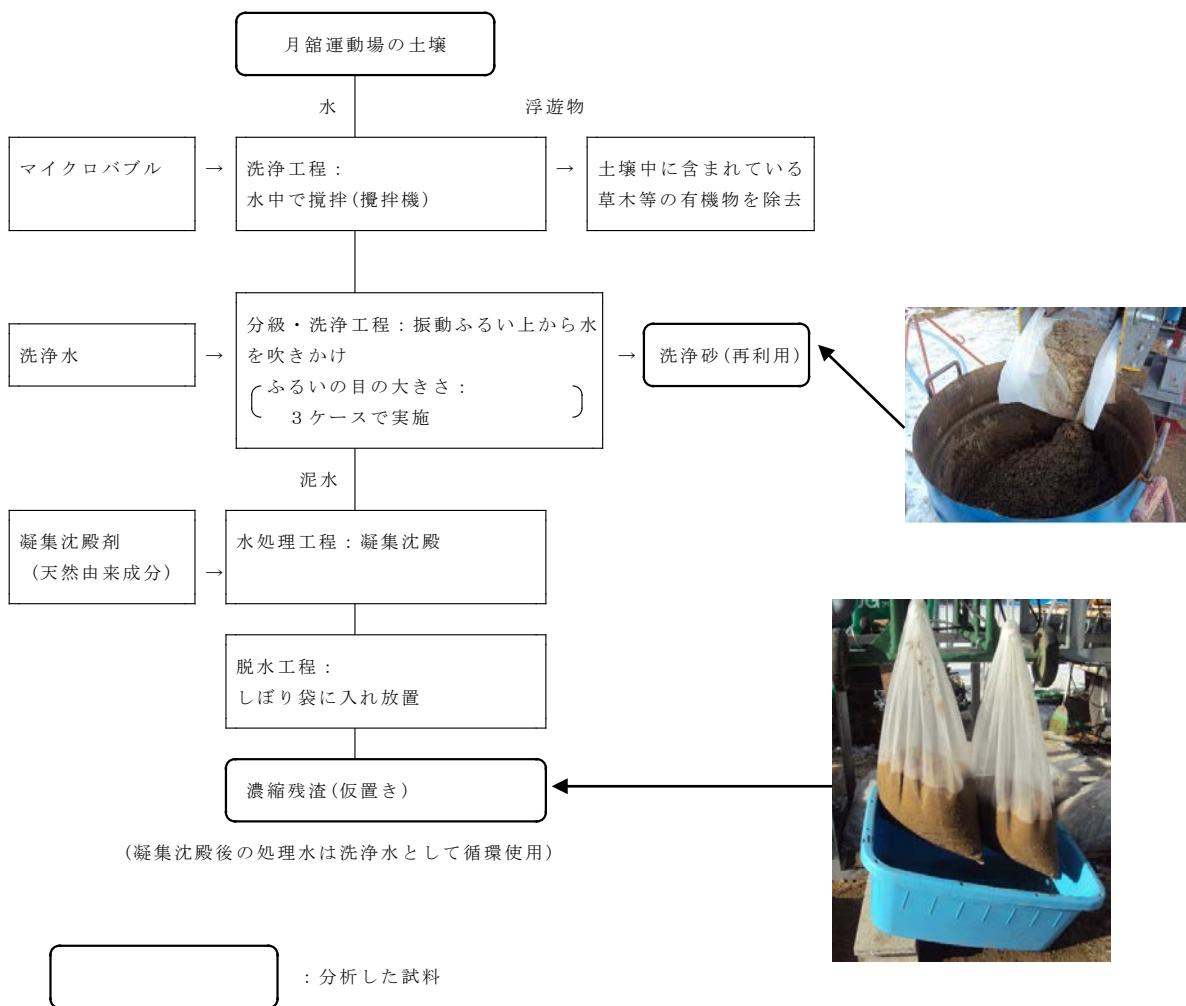 月舘運動場の土壌
水
浮遊物
マイクロバブル
→
洗浄工程：
水中で撹拌(攪拌機)
→
土壌中に含まれている
草木等の有機物を除去
洗浄水
→
分級・洗浄工程：振動ふるい上から水
を吹きかけ
ふるいの目の大きさ：
3ケースで実施
→
洗浄砂(再利用)
泥水
凝集沈殿剤
(天然由来成分)
→
水処理工程：凝集沈殿
脱水工程：
しぼり袋に入れ放置
濃縮残渣(仮置き)
(凝集沈殿後の処理水は洗浄水として循環使用)
：分析した試料